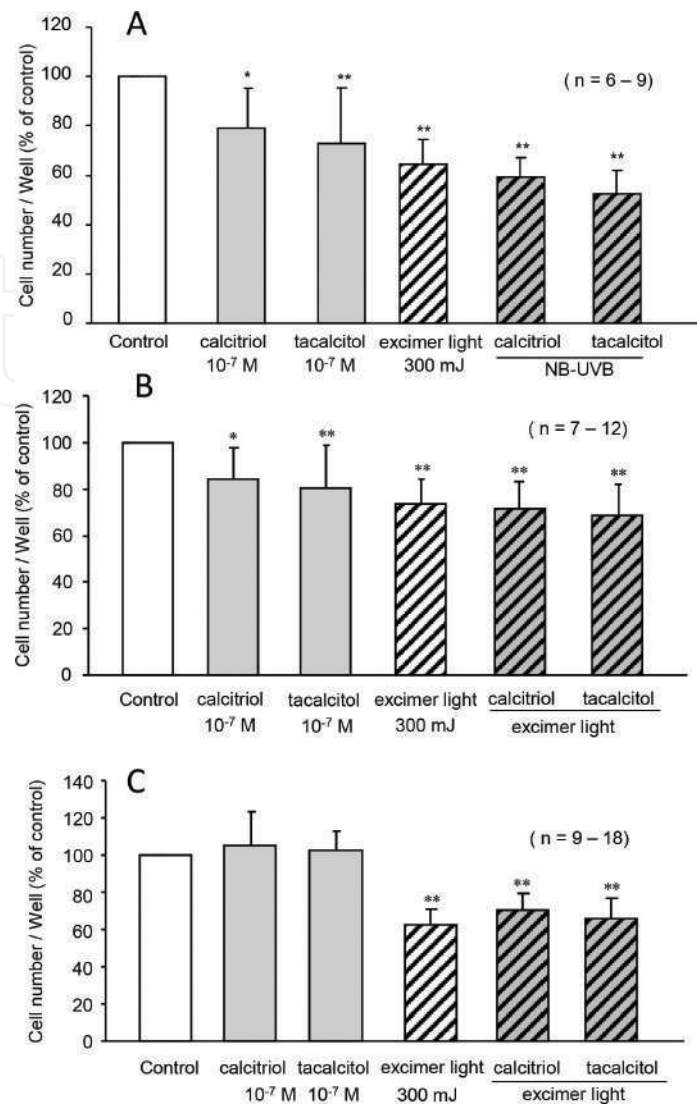 A
120
100
80
60
40
20
0
Cell number / Well (% of control)
* ** ** ** **
( n = 6 – 9)
Control calcitriol tacalcitol excimer light calcitriol tacalcitol
10⁻⁷ M 10⁻⁷ M 300 mJ NB-UVB
B
120
100
80
60
40
20
0
Cell number / Well (% of control)
* ** ** ** **
( n = 7 – 12)
Control calcitriol tacalcitol excimer light calcitriol tacalcitol
10⁻⁷ M 10⁻⁷ M 300 mJ excimer light
C
140
120
100
80
60
40
20
0
Cell number / Well (% of control)
** ** **
( n = 9 – 18)
Control calcitriol tacalcitol excimer light calcitriol tacalcitol
10⁻⁷ M 10⁻⁷ M 300 mJ excimer light